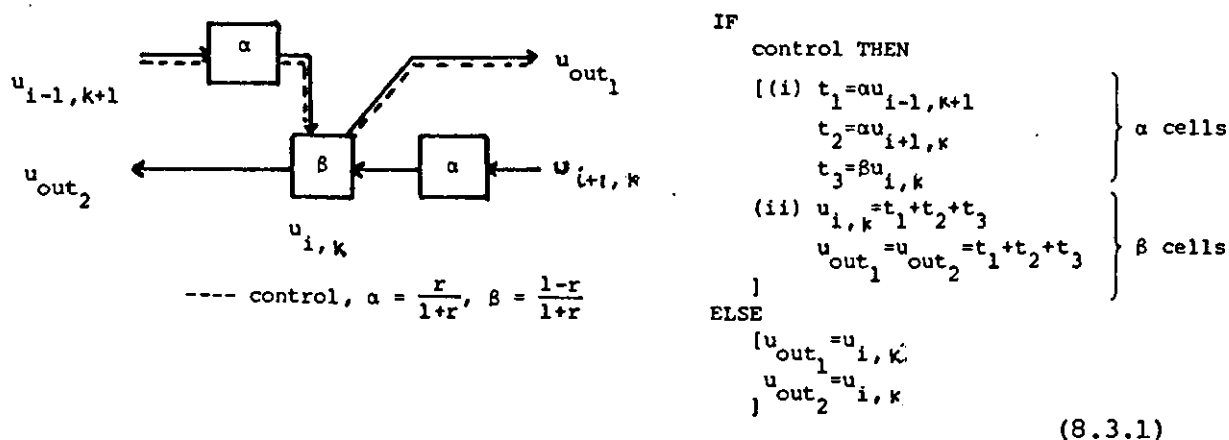 α
u_{i-1,k+1}
u_{out_1}
β
α
u_{i+1,k}
u_{out_2}
u_{i,k}
---- control, α = \frac{r}{1+r}, β = \frac{1-r}{1+r}
IF
control THEN
[(i) t_1=αu_{i-1,k+1}
t_2=αu_{i+1,k}
t_3=βu_{i,k}
} α cells
(ii) u_{i,k}=t_1+t_2+t_3
u_{out_1}=u_{out_2}=t_1+t_2+t_3
} β cells
]
ELSE
[u_{out_1}=u_{i,k}
u_{out_2}=u_{i,k}
]
(8.3.1)